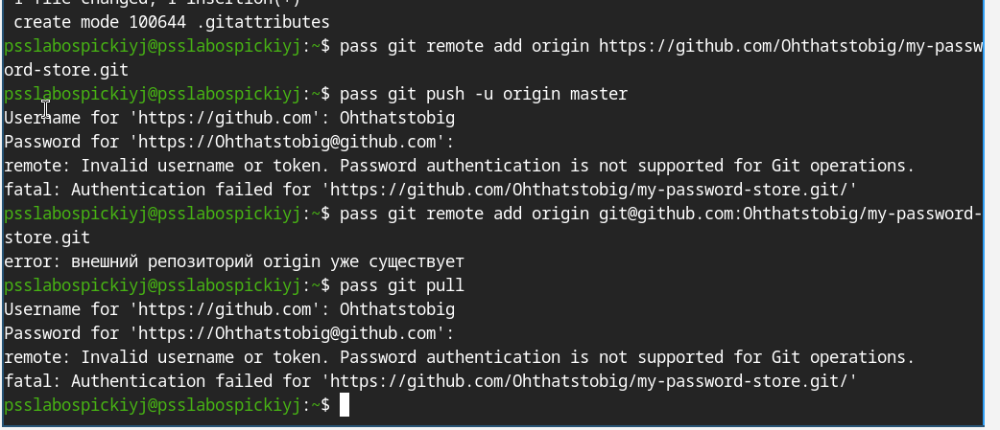 1 file changed, 1 insertion(+)
 create mode 100644 .gitattributes
psslabospickiyj@psslabospickiyj:~$ pass git remote add origin https://github.com/Ohthatstobig/my-passw
ord-store.git
psslabospickiyj@psslabospickiyj:~$ pass git push -u origin master
Username for 'https://github.com': Ohthatstobig
Password for 'https://Ohthatstobig@github.com':
remote: Invalid username or token. Password authentication is not supported for Git operations.
fatal: Authentication failed for 'https://github.com/Ohthatstobig/my-password-store.git/'
psslabospickiyj@psslabospickiyj:~$ pass git remote add origin git@github.com:Ohthatstobig/my-password-
store.git
error: внешний репозиторий origin уже существует
psslabospickiyj@psslabospickiyj:~$ pass git pull
Username for 'https://github.com': Ohthatstobig
Password for 'https://Ohthatstobig@github.com':
remote: Invalid username or token. Password authentication is not supported for Git operations.
fatal: Authentication failed for 'https://github.com/Ohthatstobig/my-password-store.git/'
psslabospickiyj@psslabospickiyj:~$